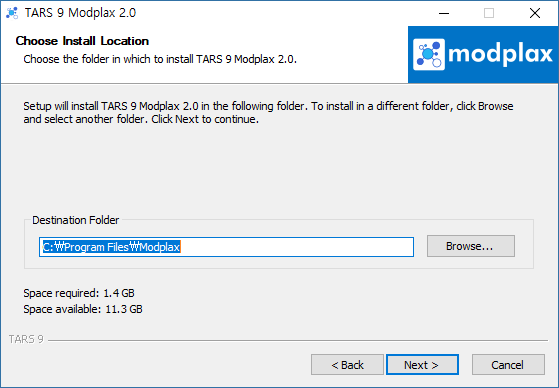 TARS 9 Modplax 2.0
Choose Install Location
Choose the folder in which to install TARS 9 Modplax 2.0.
modplax
Setup will install TARS 9 Modplax 2.0 in the following folder. To install in a different folder, click Browse
and select another folder. Click Next to continue.
Destination Folder
C:₩Program Files₩Modplax
Browse...
Space required: 1.4 GB
Space available: 11.3 GB
TARS 9
< Back
Next >
Cancel